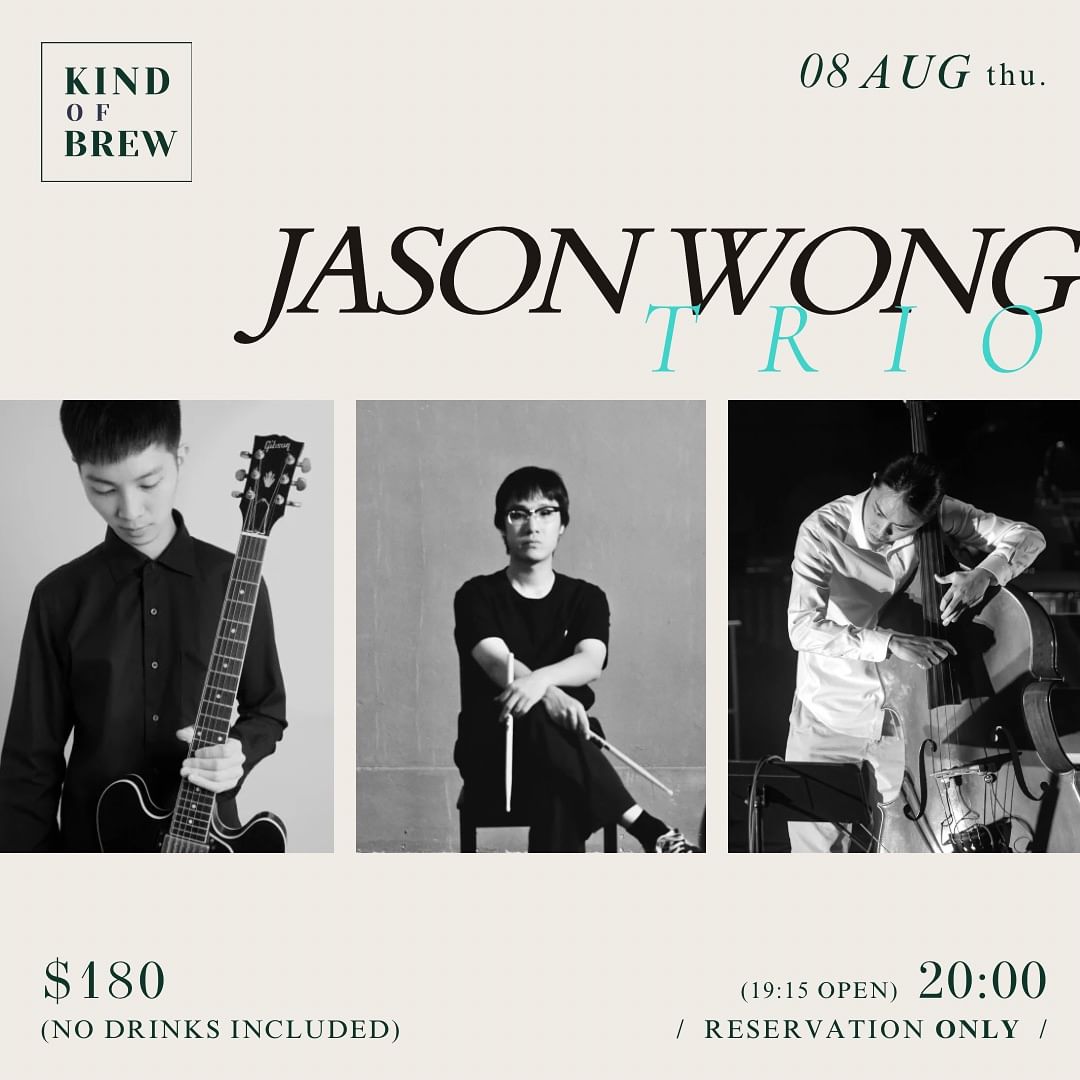 KIND
OF
BREW
08 AUG thu.
JASON WONG
TRIO
Gibson
$180
(NO DRINKS INCLUDED)
(19:15 OPEN) 20:00
/ RESERVATION ONLY /